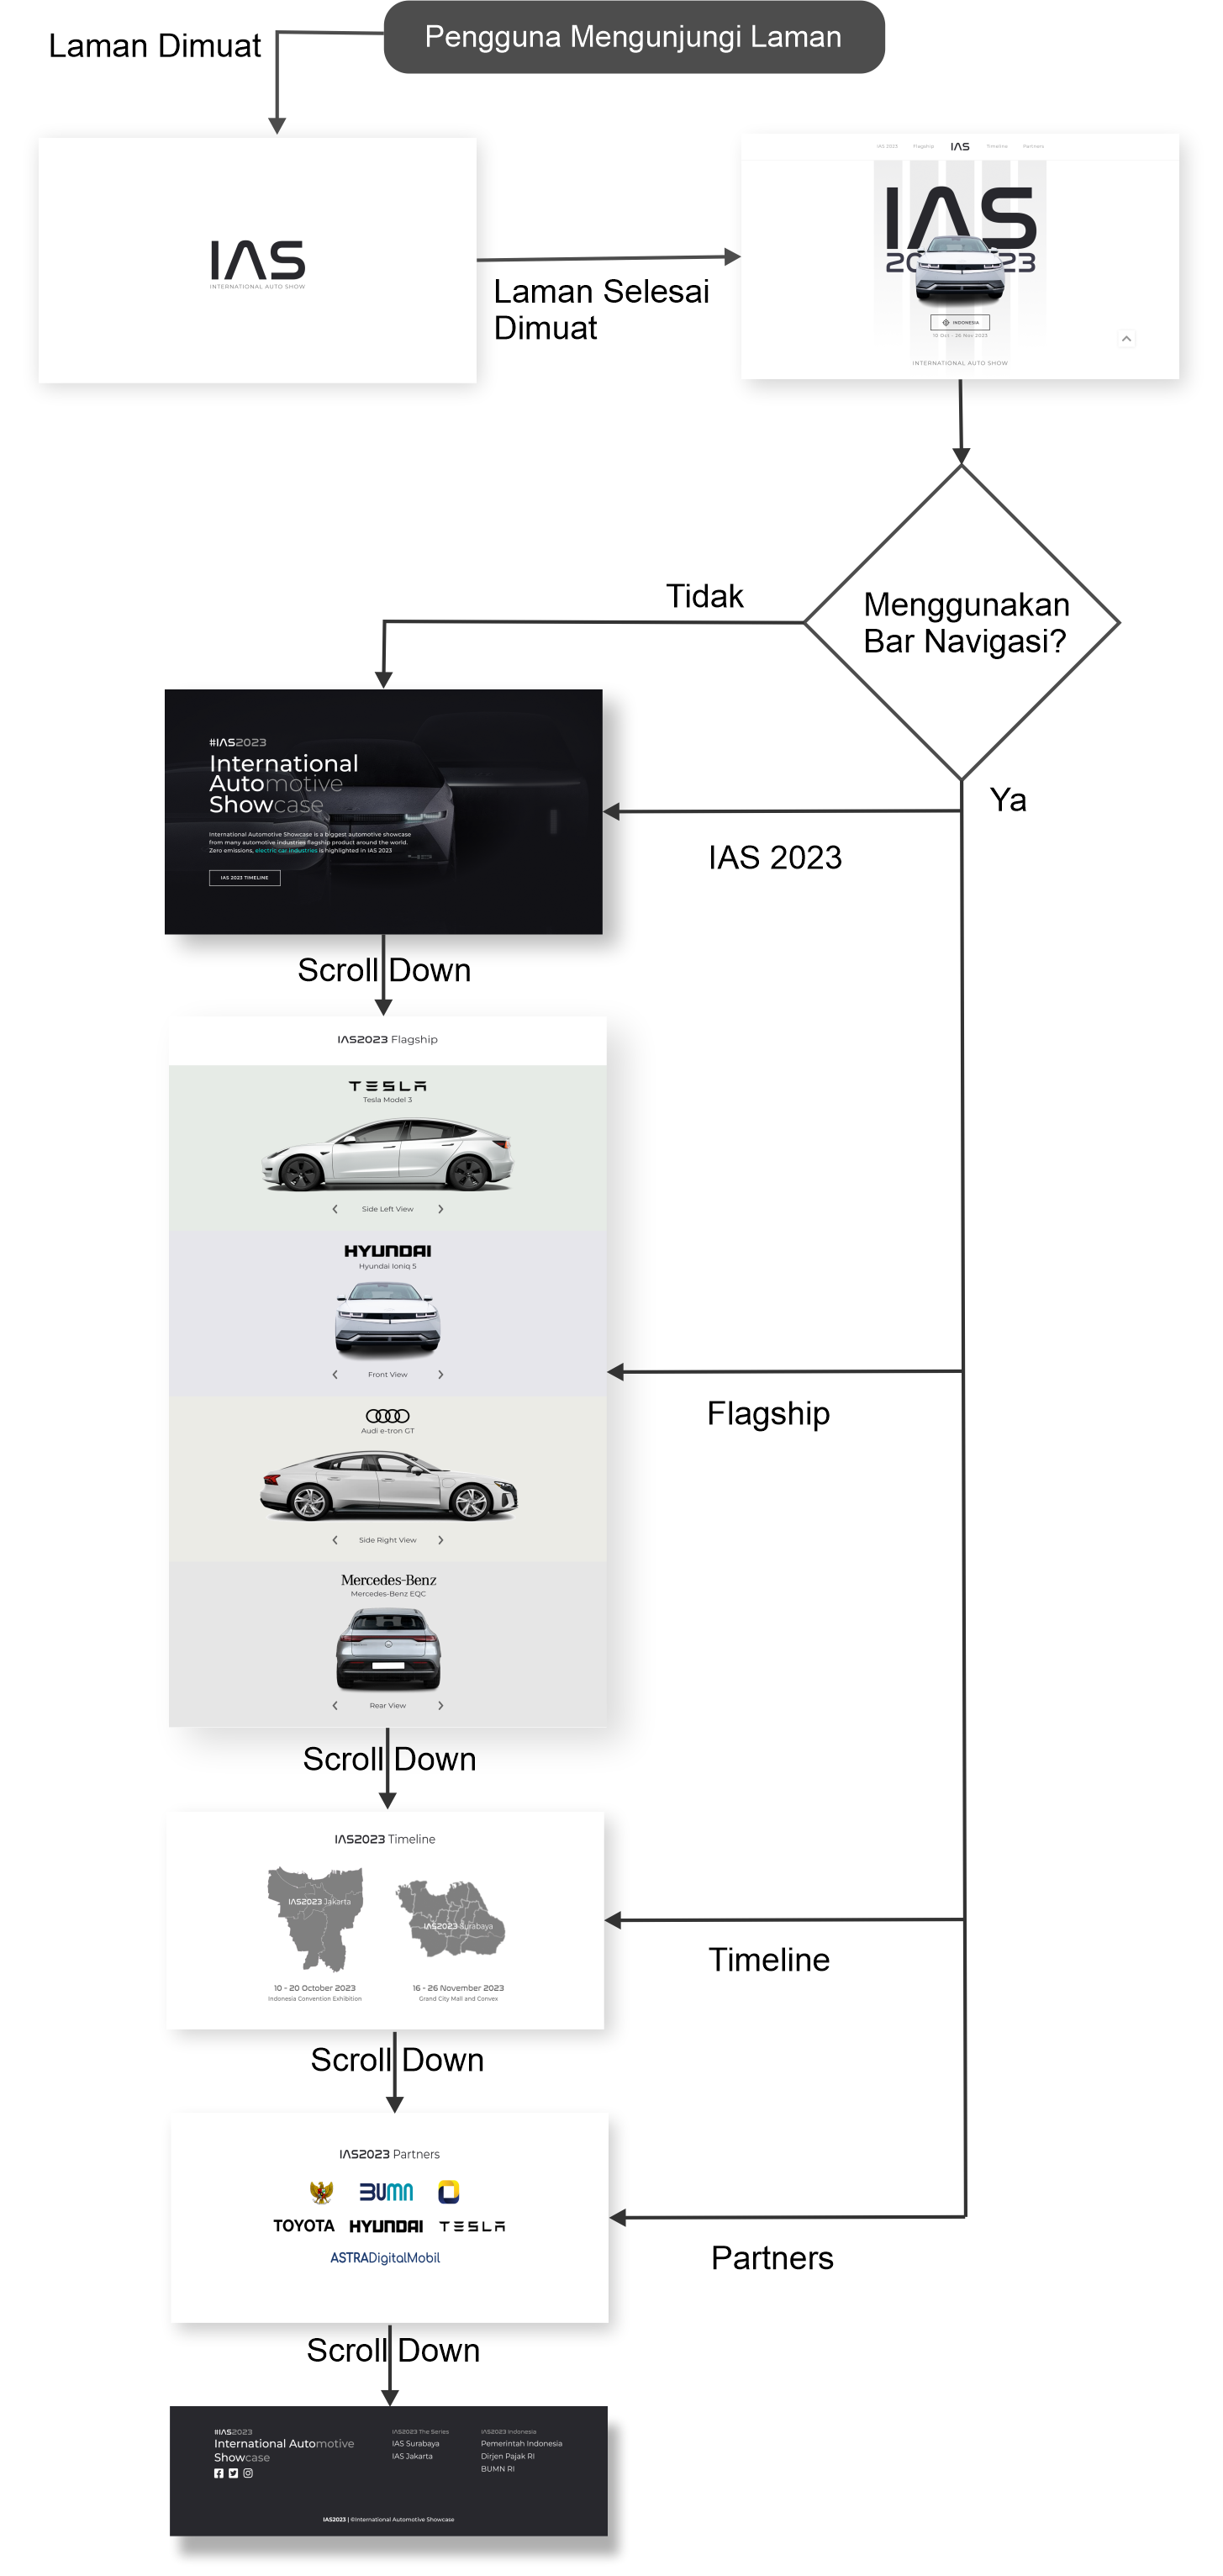 Pengguna Mengunjungi Laman
Laman Dimuat
IAS
INTERNATIONAL AUTO SHOW
Laman Selesai
Dimuat
IAS 2023 Flagship IAS Timeline Partners
IAS
2023
INDONESIA
10 Oct - 26 Nov 2023
INTERNATIONAL AUTO SHOW
Menggunakan
Bar Navigasi?
Tidak
Ya
#IAS2023
International
Automotive
Showcase
International Automotive Showcase is a biggest automotive showcase
from many automotive industries flagship product around the world.
Zero emissions, electric car industries is highlighted in IAS 2023
IAS 2023 TIMELINE
IAS 2023
Scroll Down
IAS2023 Flagship
TESLA
Tesla Model 3
Side Left View
HYUNDAI
Hyundai Ioniq 5
Front View
Flagship
Audi e-tron GT
Side Right View
Mercedes-Benz
Mercedes-Benz EQC
Rear View
Scroll Down
IAS2023 Timeline
IAS2023 Jakarta
IAS2023 Surabaya
10 - 20 October 2023
Indonesia Convention Exhibition
16 - 26 November 2023
Grand City Mall and Convex
Timeline
Scroll Down
IAS2023 Partners
BUMN
TOYOTA HYUNDAI TESLA
ASTRADigitalMobil
Partners
Scroll Down
#IAS2023
International Automotive
Showcase
IAS2023 The Series
IAS Surabaya
IAS Jakarta
IAS2023 Indonesia
Pemerintah Indonesia
Dirjen Pajak RI
BUMN RI
IAS2023 | ©International Automotive Showcase